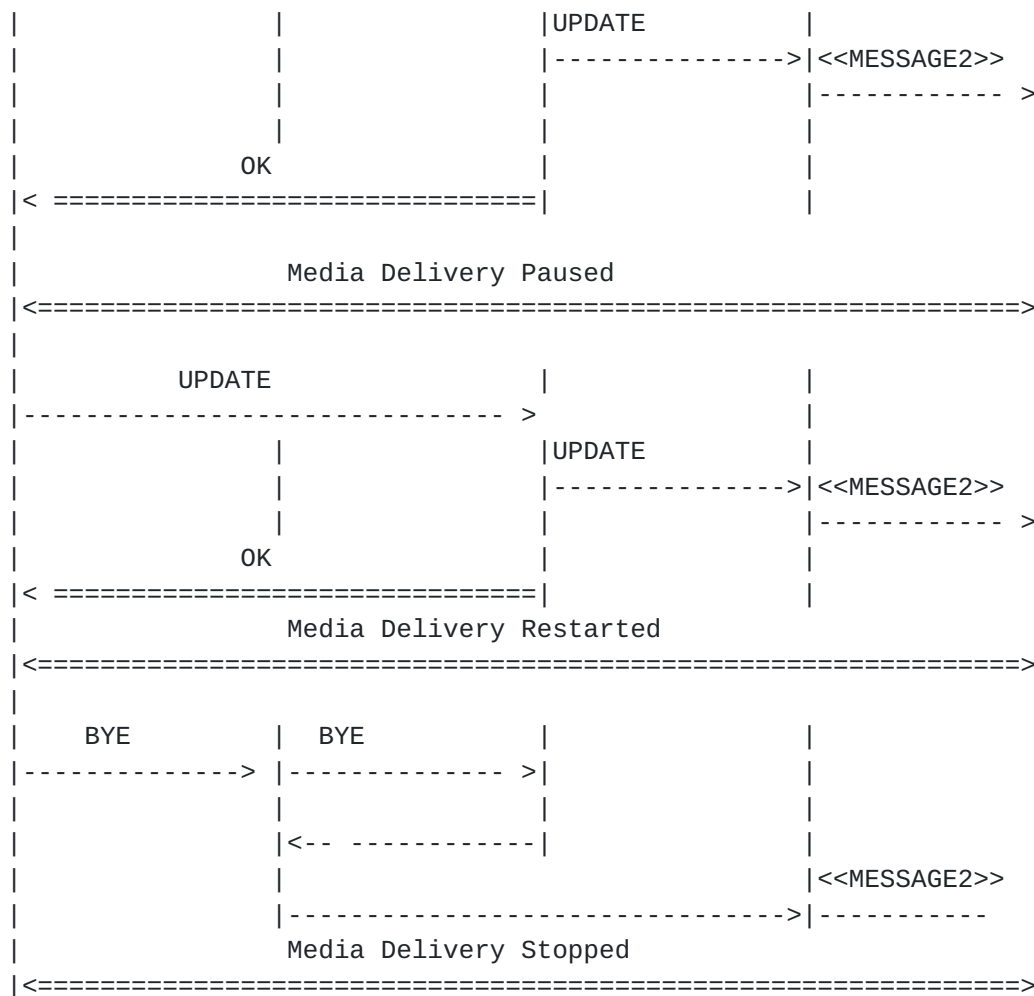 |                |                |UPDATE          |
|                |                |--------------->|<<MESSAGE2>>
|                |                |                |------------ >
|                |                |                |
|              OK                 |                |
|< ===============================|                |
|
|                 Media Delivery Paused
|<===============================================================>
|
|          UPDATE                 |                |
|------------------------------- >                 |
|                |                |UPDATE          |
|                |                |--------------->|<<MESSAGE2>>
|                |                |                |------------ >
|              OK                 |                |
|< ===============================|                |
|                 Media Delivery Restarted
|<===============================================================>
|
|    BYE         |  BYE           |                |
|--------------> |-------------- >|                |
|                |                |                |
|                |<-- ------------|                |
|                |                                 |<<MESSAGE2>>
|                |-------------------------------->|-----------
|                 Media Delivery Stopped
|<===============================================================>